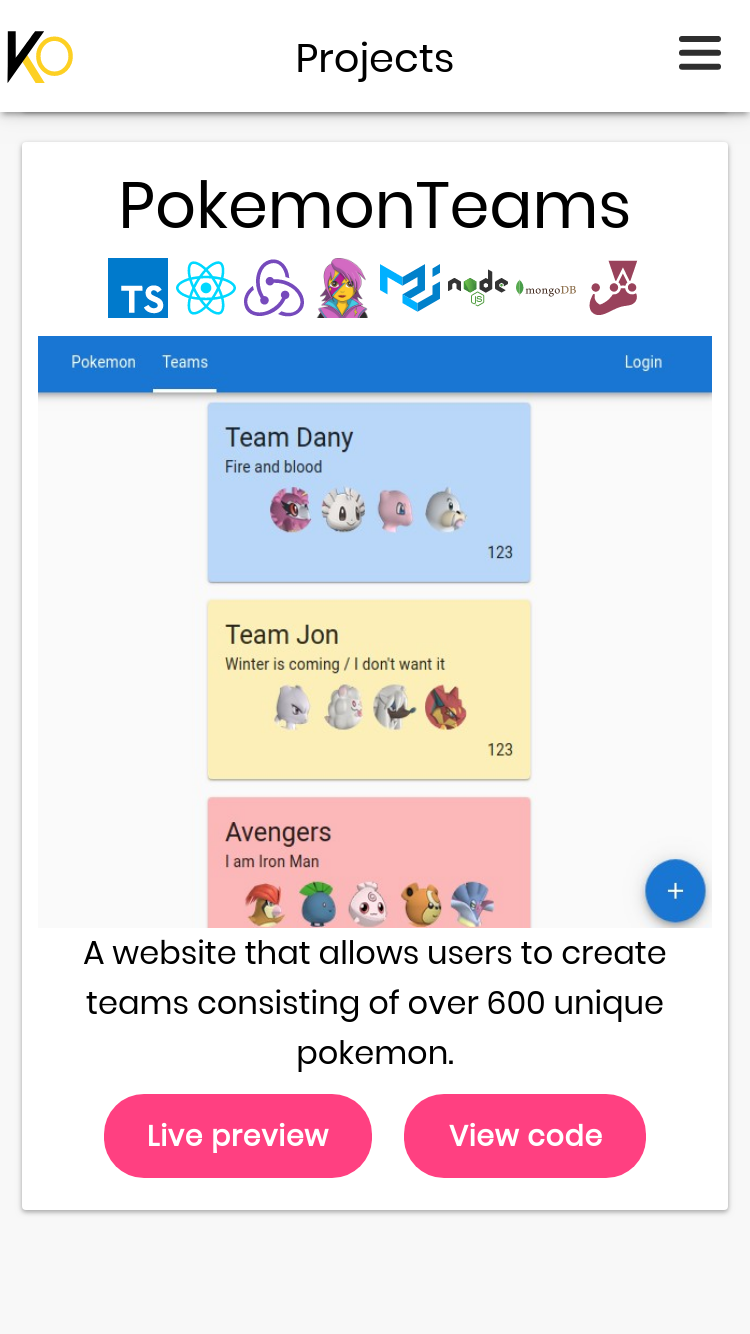 KO
Projects
PokemonTeams
TS
node
JS
mongoDB
Pokemon Teams Login
Team Dany
Fire and blood
123
Team Jon
Winter is coming / I don't want it
123
Avengers
I am Iron Man
+
A website that allows users to create
teams consisting of over 600 unique
pokemon.
Live preview View code